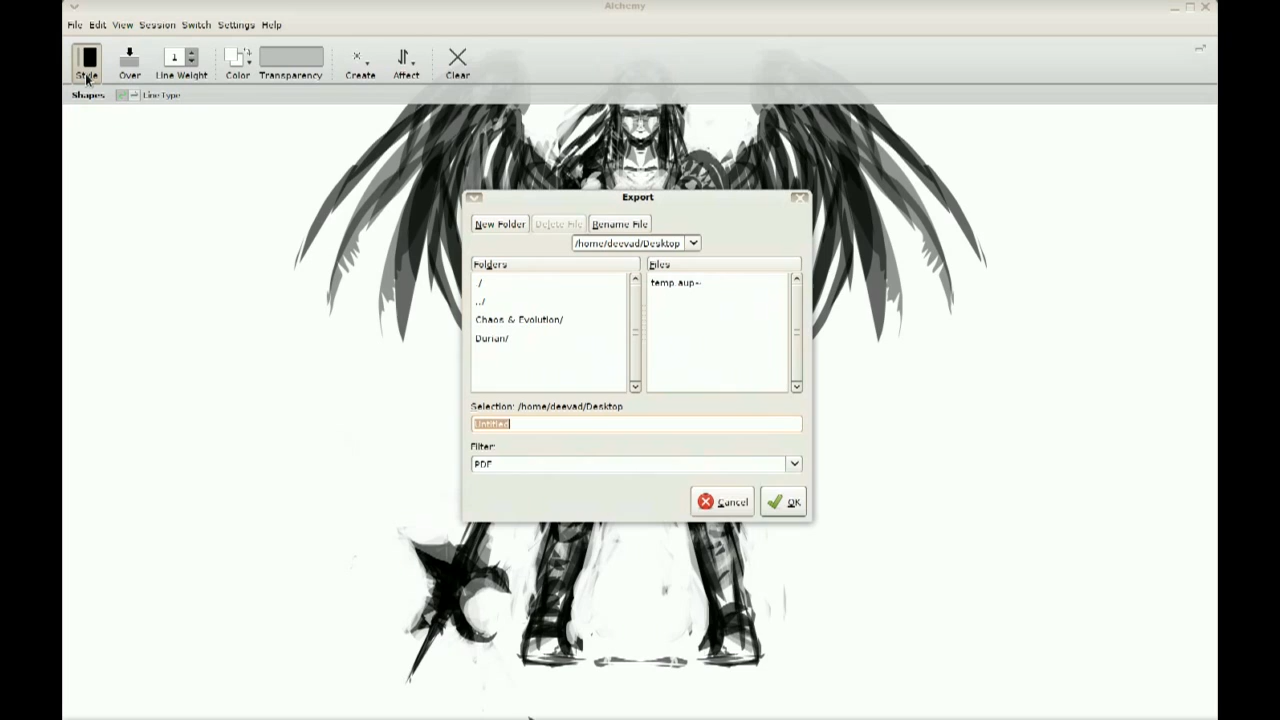 Alchemy
File Edit View Session Switch Settings Help
1
Style Over Line Weight Color Transparency Create Affect Clear
Shapes Line Type
Export
New Folder Delete File Rename File
/home/deevad/Desktop
Folders Files
/ temp.aup~
../
Chaos & Evolution/
Durian/
Selection: /home/deevad/Desktop
Untitled
Filter:
PDF
Cancel OK